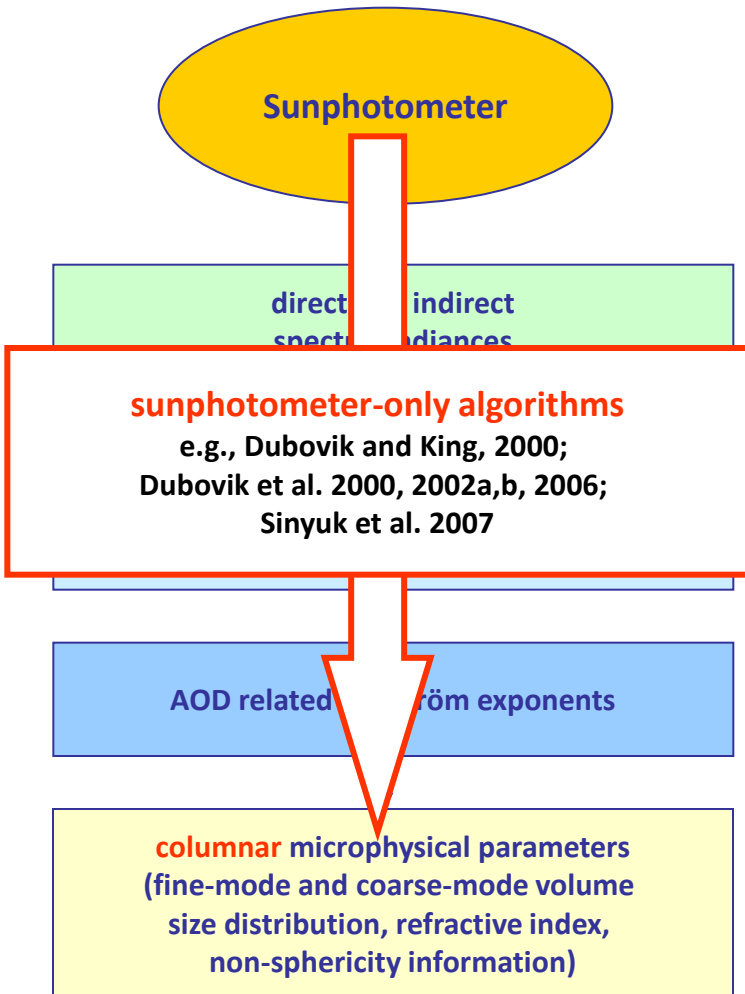 Sunphotometer
direct indirect
sunphotometer-only algorithms
e.g., Dubovik and King, 2000;
Dubovik et al. 2000, 2002a,b, 2006;
Sinyuk et al. 2007
AOD related exponents
columnar microphysical parameters
(fine-mode and coarse-mode volume
size distribution, refractive index,
non-sphericity information)